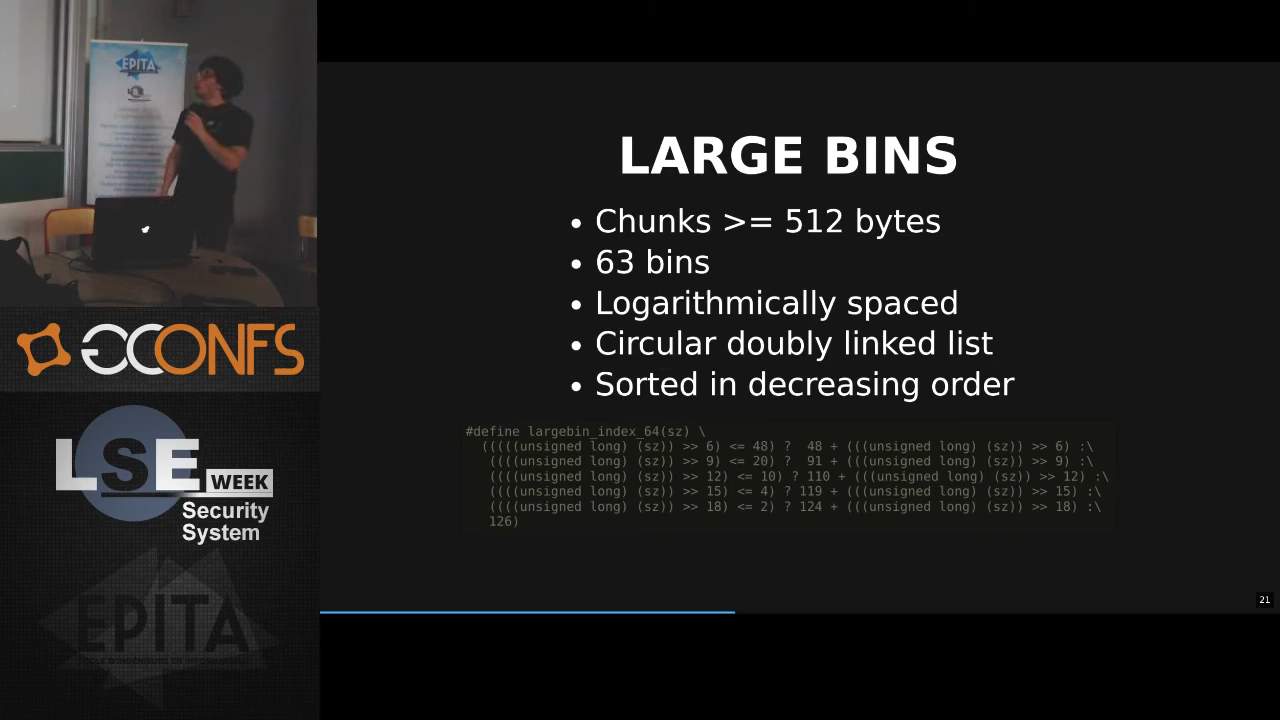 EPITA
LARGE BINS
• Chunks >= 512 bytes
• 63 bins
• Logarithmically spaced
• Circular doubly linked list
• Sorted in decreasing order
#define largebin_index_64(sz) \
(((((unsigned long) (sz)) >> 6) <= 48) ?  48 + (((unsigned long) (sz)) >> 6) :\
((((unsigned long) (sz)) >> 9) <= 20) ?  91 + (((unsigned long) (sz)) >> 9) :\
((((unsigned long) (sz)) >> 12) <= 10) ? 110 + (((unsigned long) (sz)) >> 12) :\
((((unsigned long) (sz)) >> 15) <= 4) ? 119 + (((unsigned long) (sz)) >> 15) :\
((((unsigned long) (sz)) >> 18) <= 2) ? 124 + (((unsigned long) (sz)) >> 18) :\
126)
21
GCONFS
LSE WEEK
Security
System
EPITA